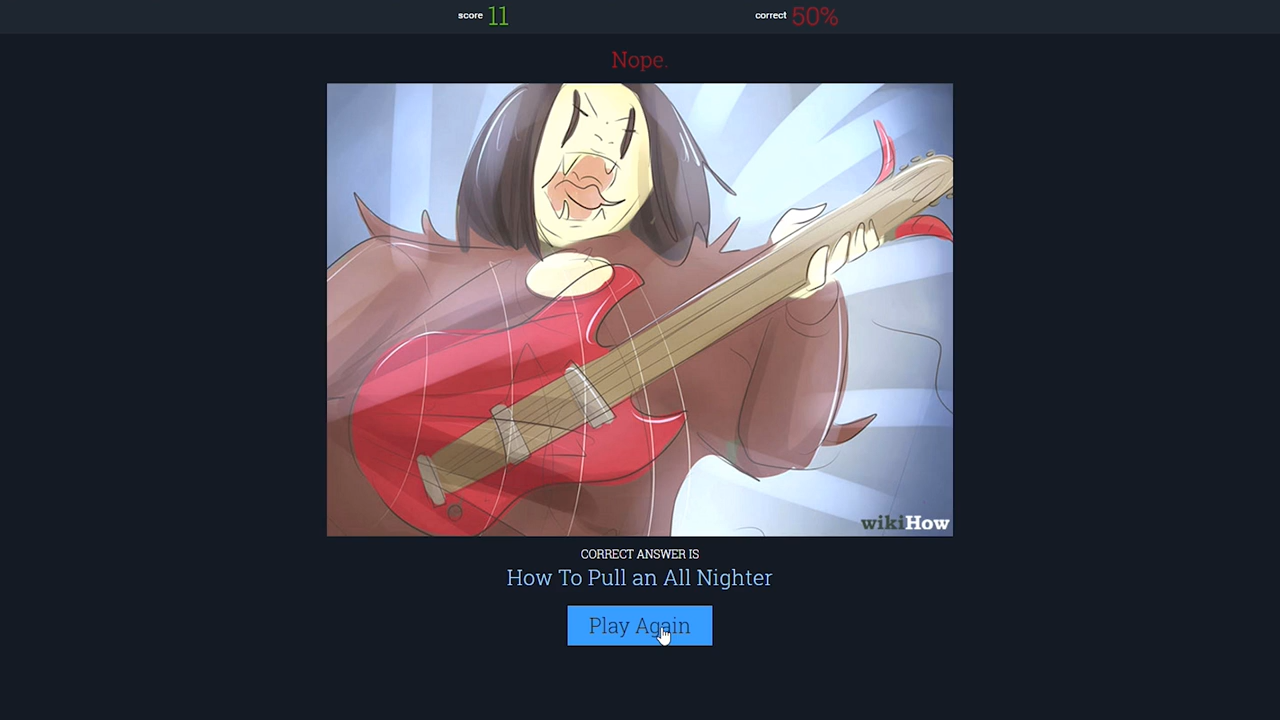 score 11
correct 50%
Nope.
wikiHow
CORRECT ANSWER IS
How To Pull an All Nighter
Play Again